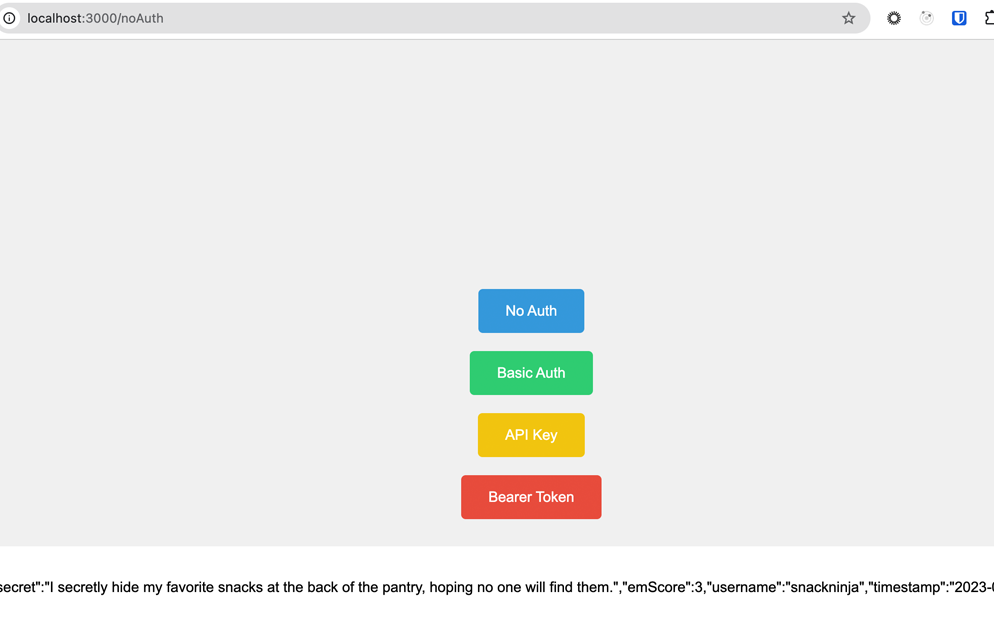 localhost:3000/noAuth
No Auth
Basic Auth
API Key
Bearer Token
secret":"I secretly hide my favorite snacks at the back of the pantry, hoping no one will find them.","emScore":3,"username":"snackninja","timestamp":"2023-